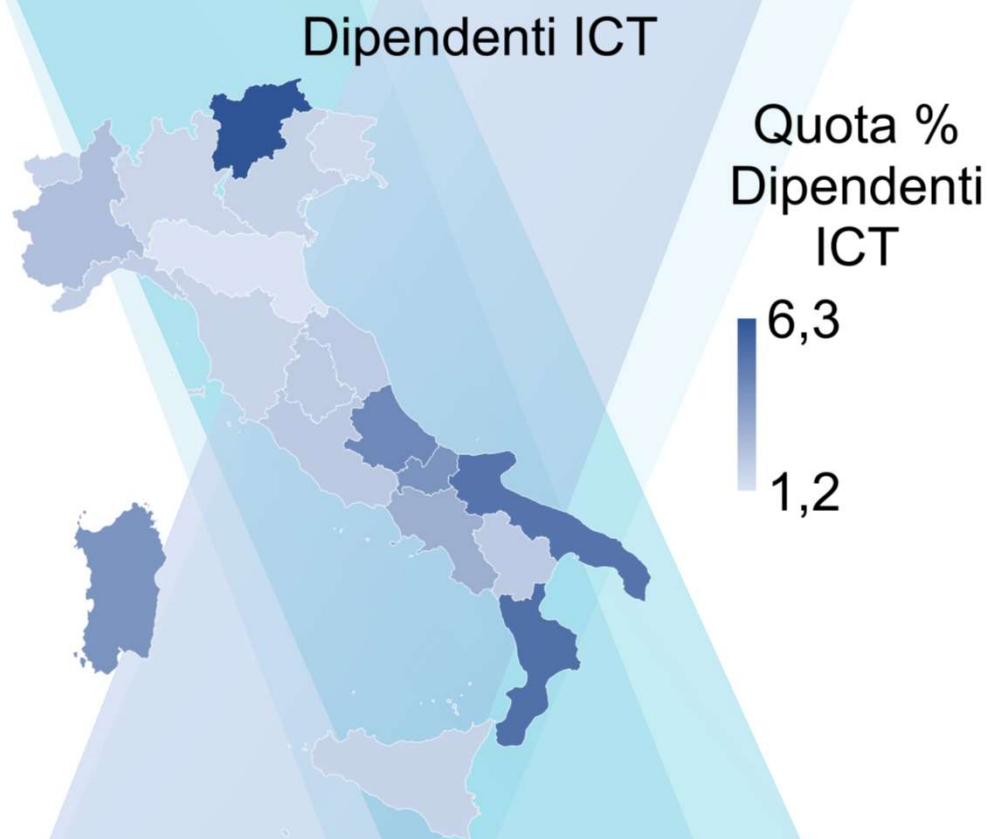 Dipendenti ICT
Quota %
Dipendenti
ICT
6,3
1,2